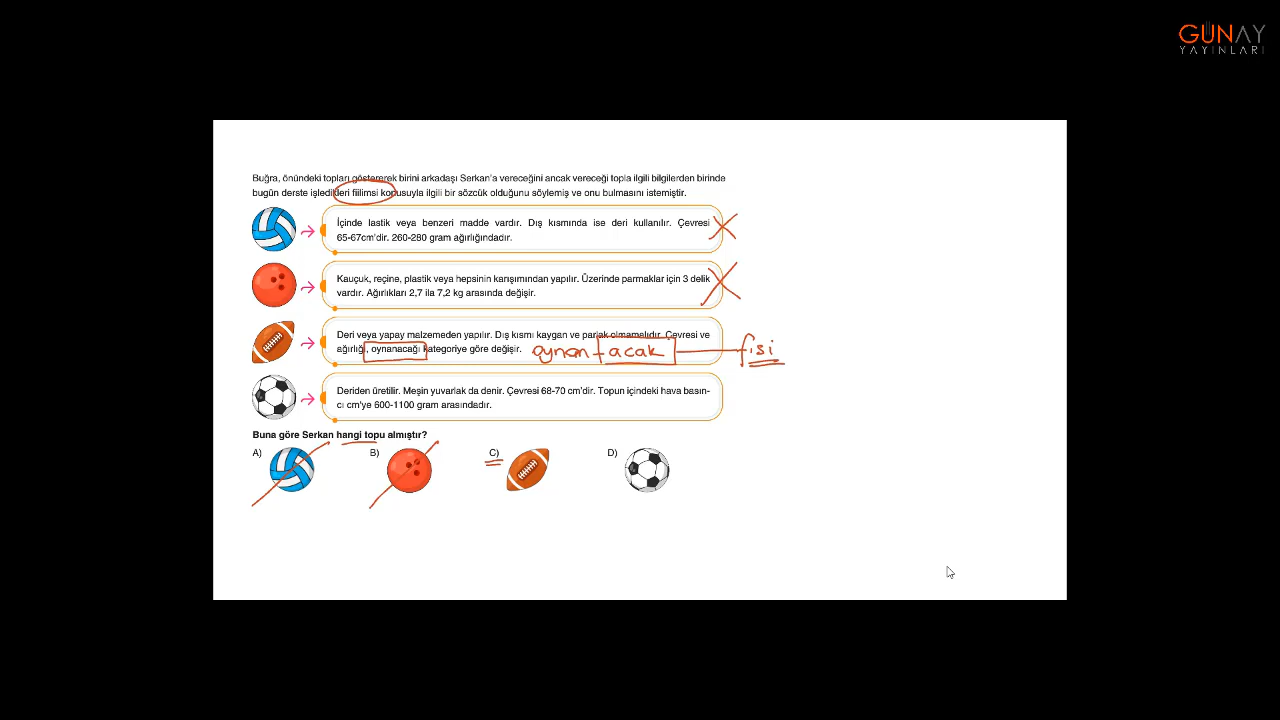 GÜNAY
YAYINLARI
Buğra, önündeki topları göstererek birini arkadaşı Serkan'a vereceğini ancak vereceği topla ilgili bilgilerden birinde
bugün derste işledikleri fiilimsi konusuyla ilgili bir sözcük olduğunu söylemiş ve onu bulmasını istemiştir.
İçinde lastik veya benzeri madde vardır. Dış kısmında ise deri kullanılır. Çevresi
65-67cm'dir. 260-280 gram ağırlığındadır.
Kauçuk, reçine, plastik veya hepsinin karışımından yapılır. Üzerinde parmaklar için 3 delik
vardır. Ağırlıkları 2,7 ila 7,2 kg arasında değişir.
Deri veya yapay malzemeden yapılır. Dış kısmı kaygan ve parlak olmamalıdır. Çevresi ve
ağırlığı, oynanacağı kategoriye göre değişir. oynan + acak fisi
Deriden üretilir. Meşin yuvarlak da denir. Çevresi 68-70 cm'dir. Topun içindeki hava basın-
cı cm'ye 600-1100 gram arasındadır.
Buna göre Serkan hangi topu almıştır?
A) B) C) D)